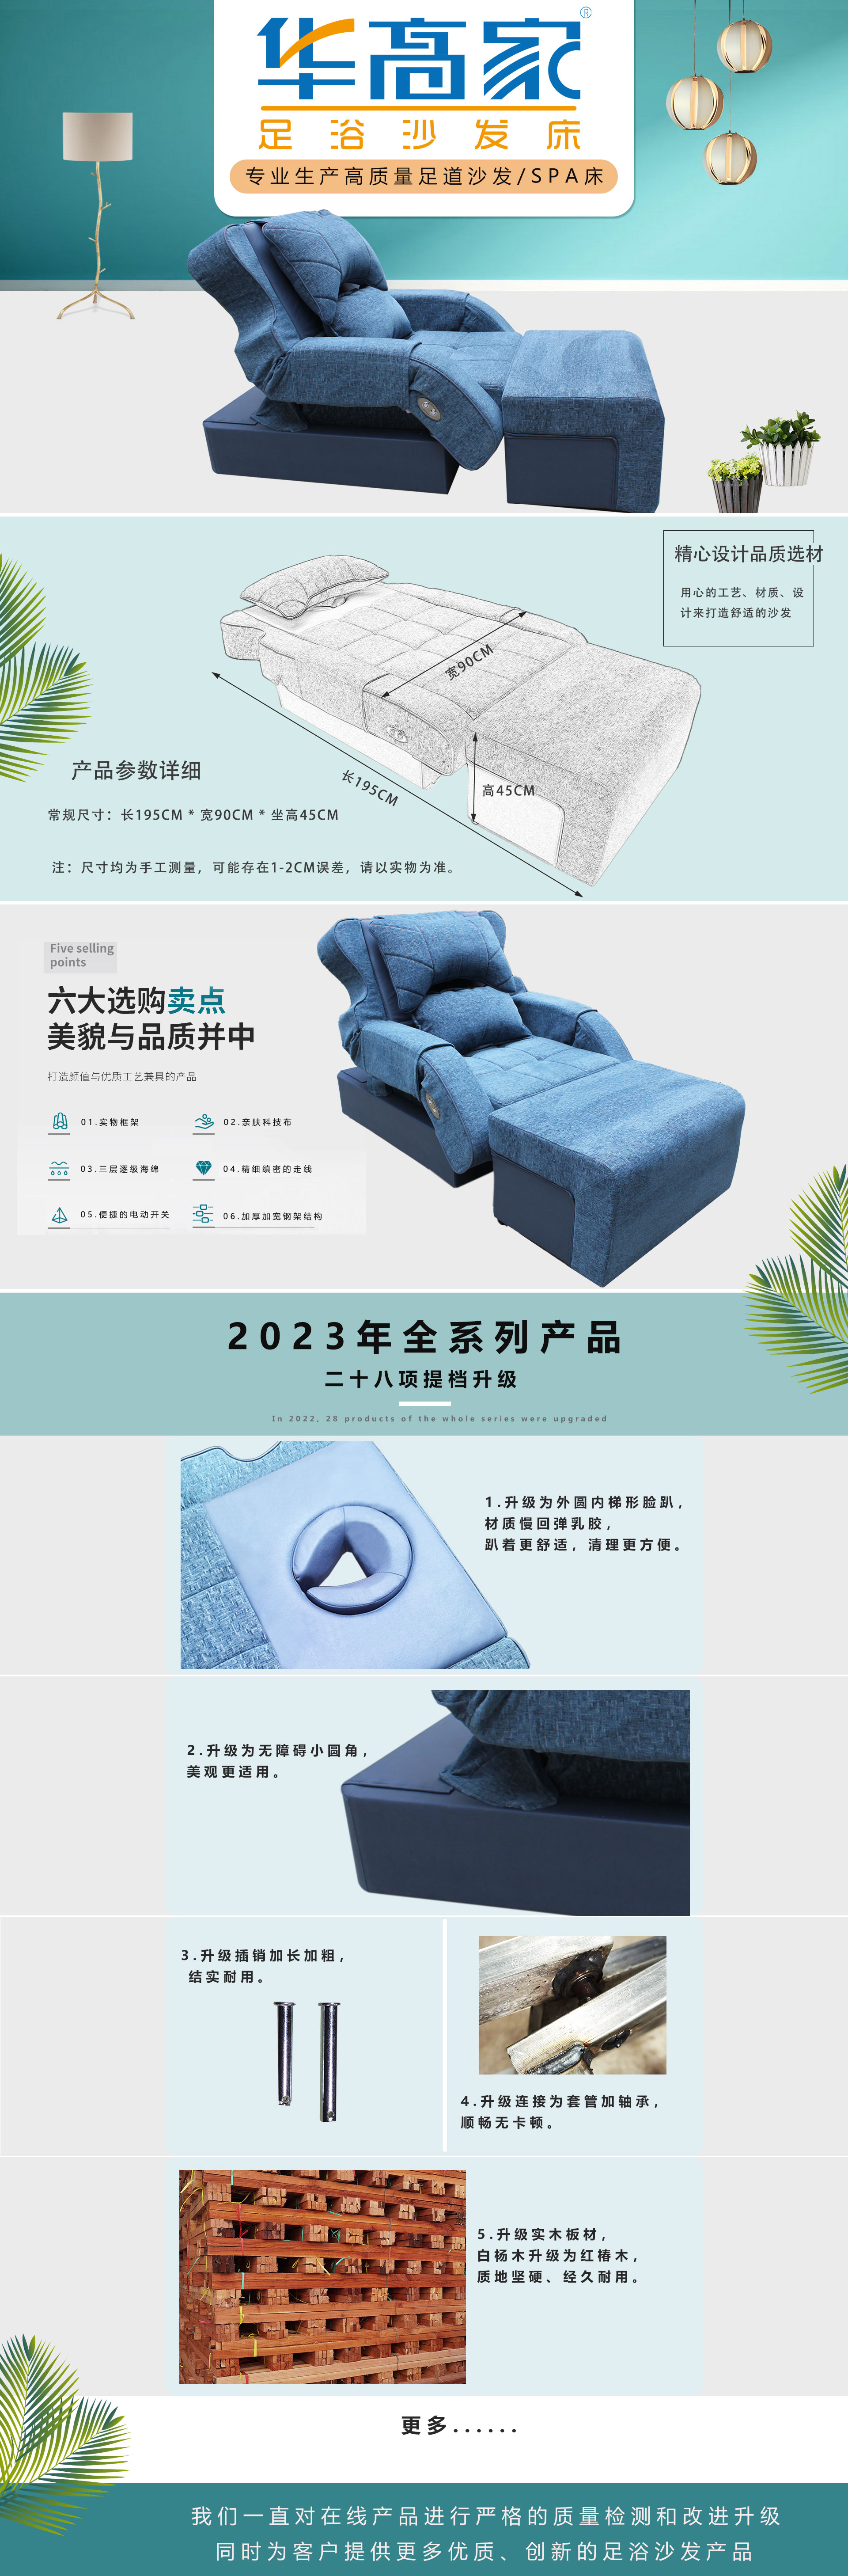 华高家®
足浴沙发床
专业生产高质量足道沙发/SPA床
精心设计品质选材
用心的工艺、材质、设
计来打造舒适的沙发
宽90CM
长195CM
高45CM
产品参数详细
常规尺寸：长195CM * 宽90CM * 坐高45CM
注：尺寸均为手工测量，可能存在1-2CM误差，请以实物为准。
Five selling
points
六大选购卖点
美貌与品质并中
打造颜值与优质工艺兼具的产品
01.实物框架
02.亲肤科技布
03.三层逐级海绵
04.精细缜密的走线
05.便捷的电动开关
06.加厚加宽钢架结构
2023年全系列产品
二十八项提档升级
In 2022, 28 products of the whole series were upgraded
1.升级为外圆内梯形脸趴，
材质慢回弹乳胶，
趴着更舒适，清理更方便。
2.升级为无障碍小圆角，
美观更适用。
3.升级插销加长加粗，
结实耐用。
4.升级连接为套管加轴承，
顺畅无卡顿。
5.升级实木板材，
白杨木升级为红椿木，
质地坚硬、经久耐用。
更多......
我们一直对在线产品进行严格的质量检测和改进升级
同时为客户提供更多优质、创新的足浴沙发产品